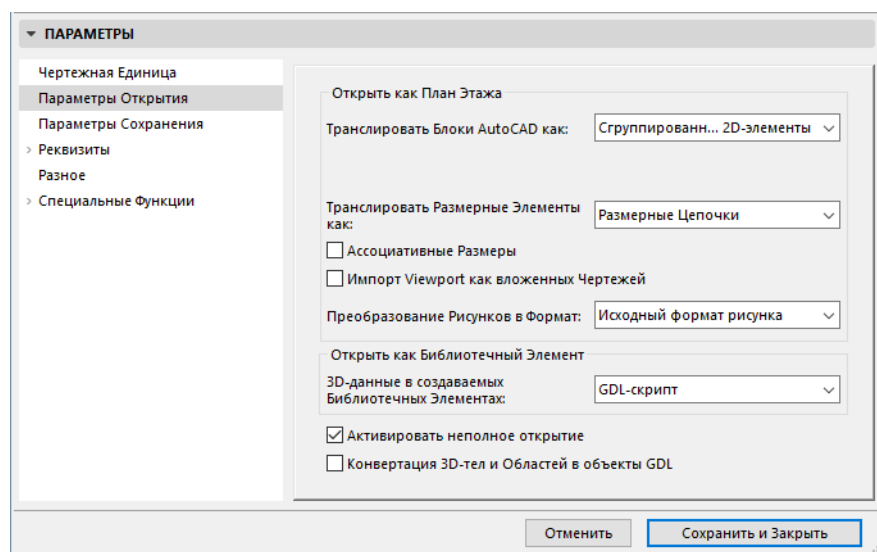 ПАРАМЕТРЫ
Чертежная Единица
Параметры Открытия
Параметры Сохранения
Реквизиты
Разное
Специальные Функции
Открыть как План Этажа
Транслировать Блоки AutoCAD как:
Сгруппированн... 2D-элементы
Транслировать Размерные Элементы
как:
Размерные Цепочки
Ассоциативные Размеры
Импорт Viewport как вложенных Чертежей
Преобразование Рисунков в Формат:
Исходный формат рисунка
Открыть как Библиотечный Элемент
3D-данные в создаваемых
Библиотечных Элементах:
GDL-скрипт
Активировать неполное открытие
Конвертация 3D-тел и Областей в объекты GDL
Отменить
Сохранить и Закрыть